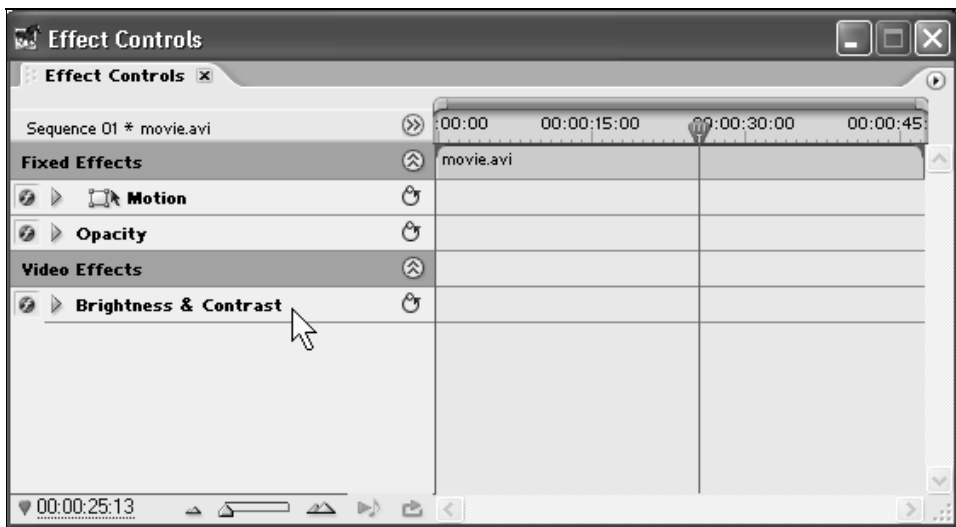 Effect Controls
Effect Controls
Sequence 01 * movie.avi
:00:00 00:00:15:00 00:00:30:00 00:00:45:
Fixed Effects
movie.avi
Motion
Opacity
Video Effects
Brightness & Contrast
00:00:25:13